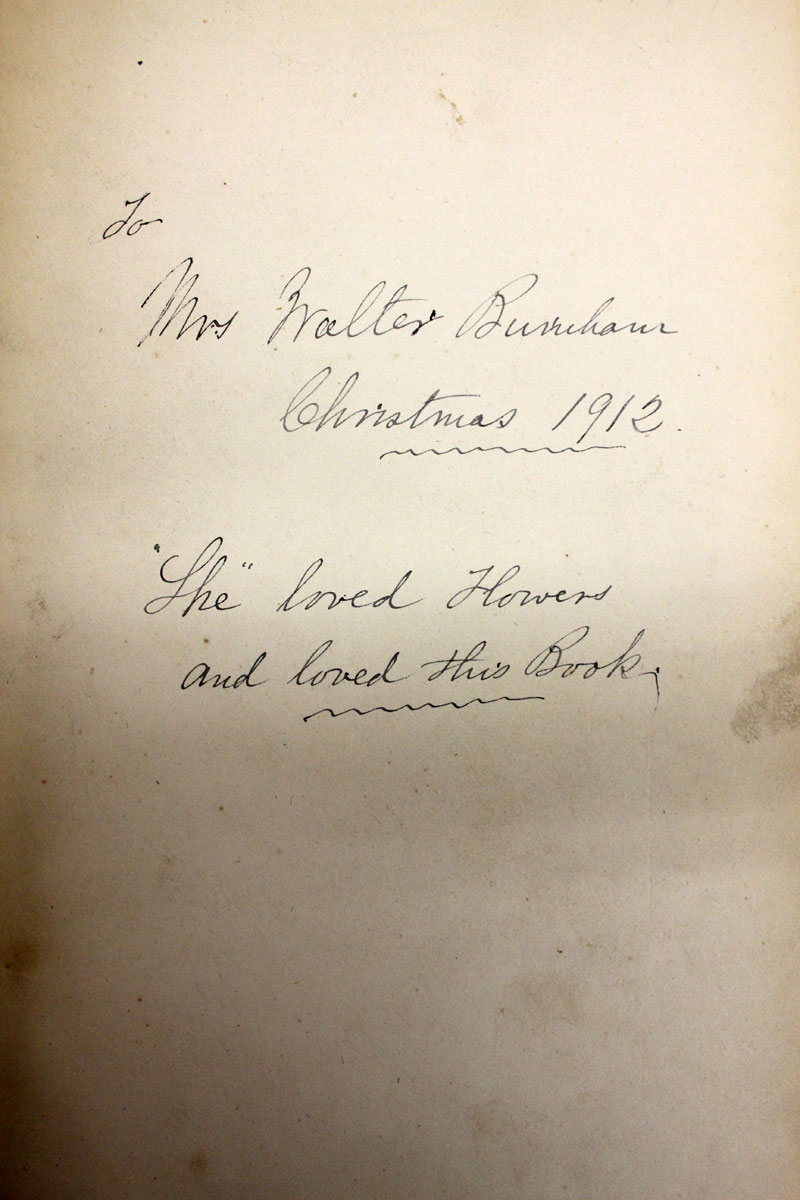 To
Mrs Walter Burnham
Christmas 1912.
"She" loved Flowers
and loved this Book.